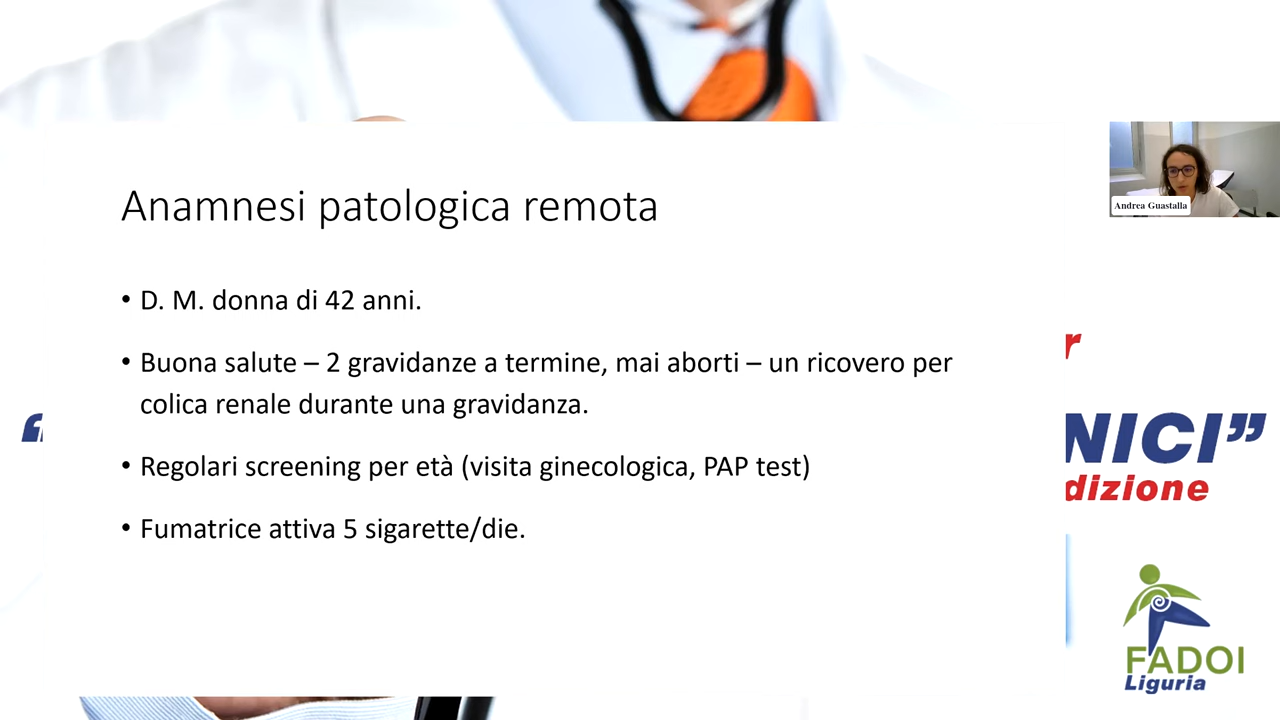 Anamnesi patologica remota
Andrea Guastalla
• D. M. donna di 42 anni.
• Buona salute – 2 gravidanze a termine, mai aborti – un ricovero per
colica renale durante una gravidanza.
• Regolari screening per età (visita ginecologica, PAP test)
• Fumatrice attiva 5 sigarette/die.
r
“
NICI”
dizione
FADOI
Liguria